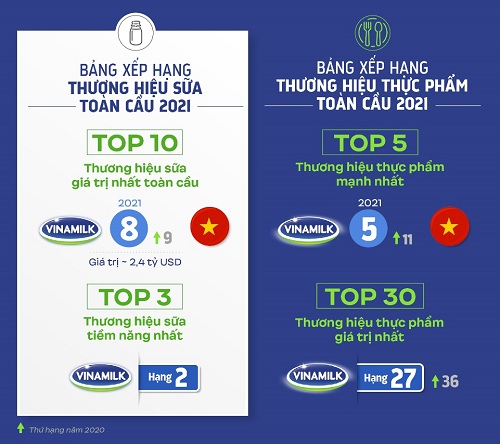 BẢNG XẾP HẠNG
THƯƠNG HIỆU SỮA
TOÀN CẦU 2021
TOP 10
Thương hiệu sữa
giá trị nhất toàn cầu
2021
VINAMILK
8
9
Giá trị ~ 2,4 tỷ USD
TOP 3
Thương hiệu sữa
tiềm năng nhất
VINAMILK
Hạng 2
Thứ hạng năm 2020
BẢNG XẾP HẠNG
THƯƠNG HIỆU THỰC PHẨM
TOÀN CẦU 2021
TOP 5
Thương hiệu thực phẩm
mạnh nhất
2021
VINAMILK
5
11
TOP 30
Thương hiệu thực phẩm
giá trị nhất
VINAMILK
Hạng 27
36